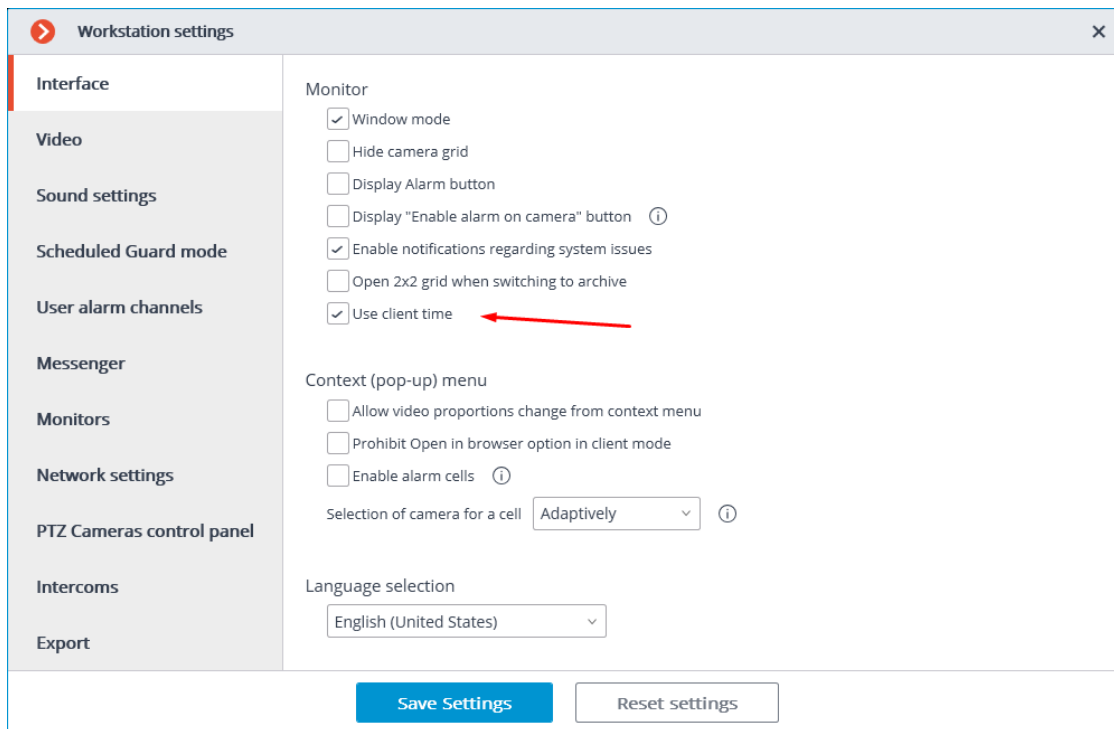 Workstation settings
Interface
Video
Sound settings
Scheduled Guard mode
User alarm channels
Messenger
Monitors
Network settings
PTZ Cameras control panel
Intercoms
Export
Monitor
Window mode
Hide camera grid
Display Alarm button
Display "Enable alarm on camera" button
Enable notifications regarding system issues
Open 2x2 grid when switching to archive
Use client time
Context (pop-up) menu
Allow video proportions change from context menu
Prohibit Open in browser option in client mode
Enable alarm cells
Selection of camera for a cell Adaptively
Language selection
English (United States)
Save Settings Reset settings